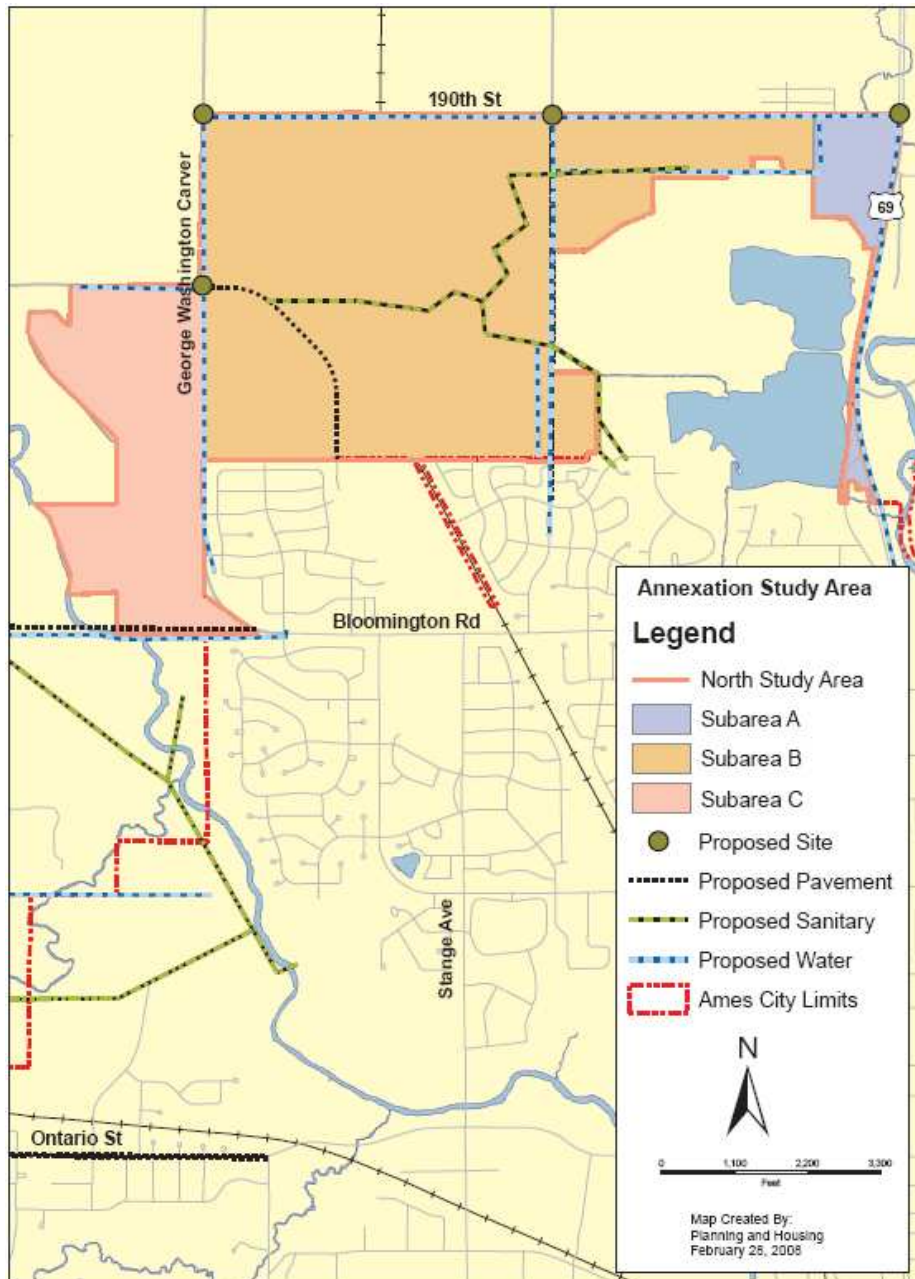 190th St
George Washington Carver
69
Bloomington Rd
Stange Ave
Ontario St
Annexation Study Area
Legend
North Study Area
Subarea A
Subarea B
Subarea C
Proposed Site
Proposed Pavement
Proposed Sanitary
Proposed Water
Ames City Limits
N
0 1,100 2,200 3,300
Feet
Map Created By:
Planning and Housing
February 26, 2008